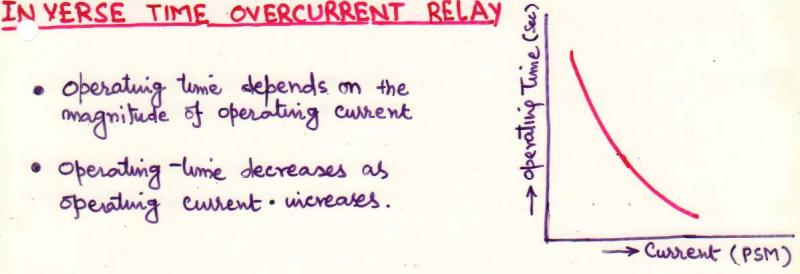 INVERSE TIME OVERCURRENT RELAY
• Operating time depends on the
magnitude of operating current
• Operating time decreases as
operating current increases.
→ Operating Time (Sec)
→ Current (PSM)